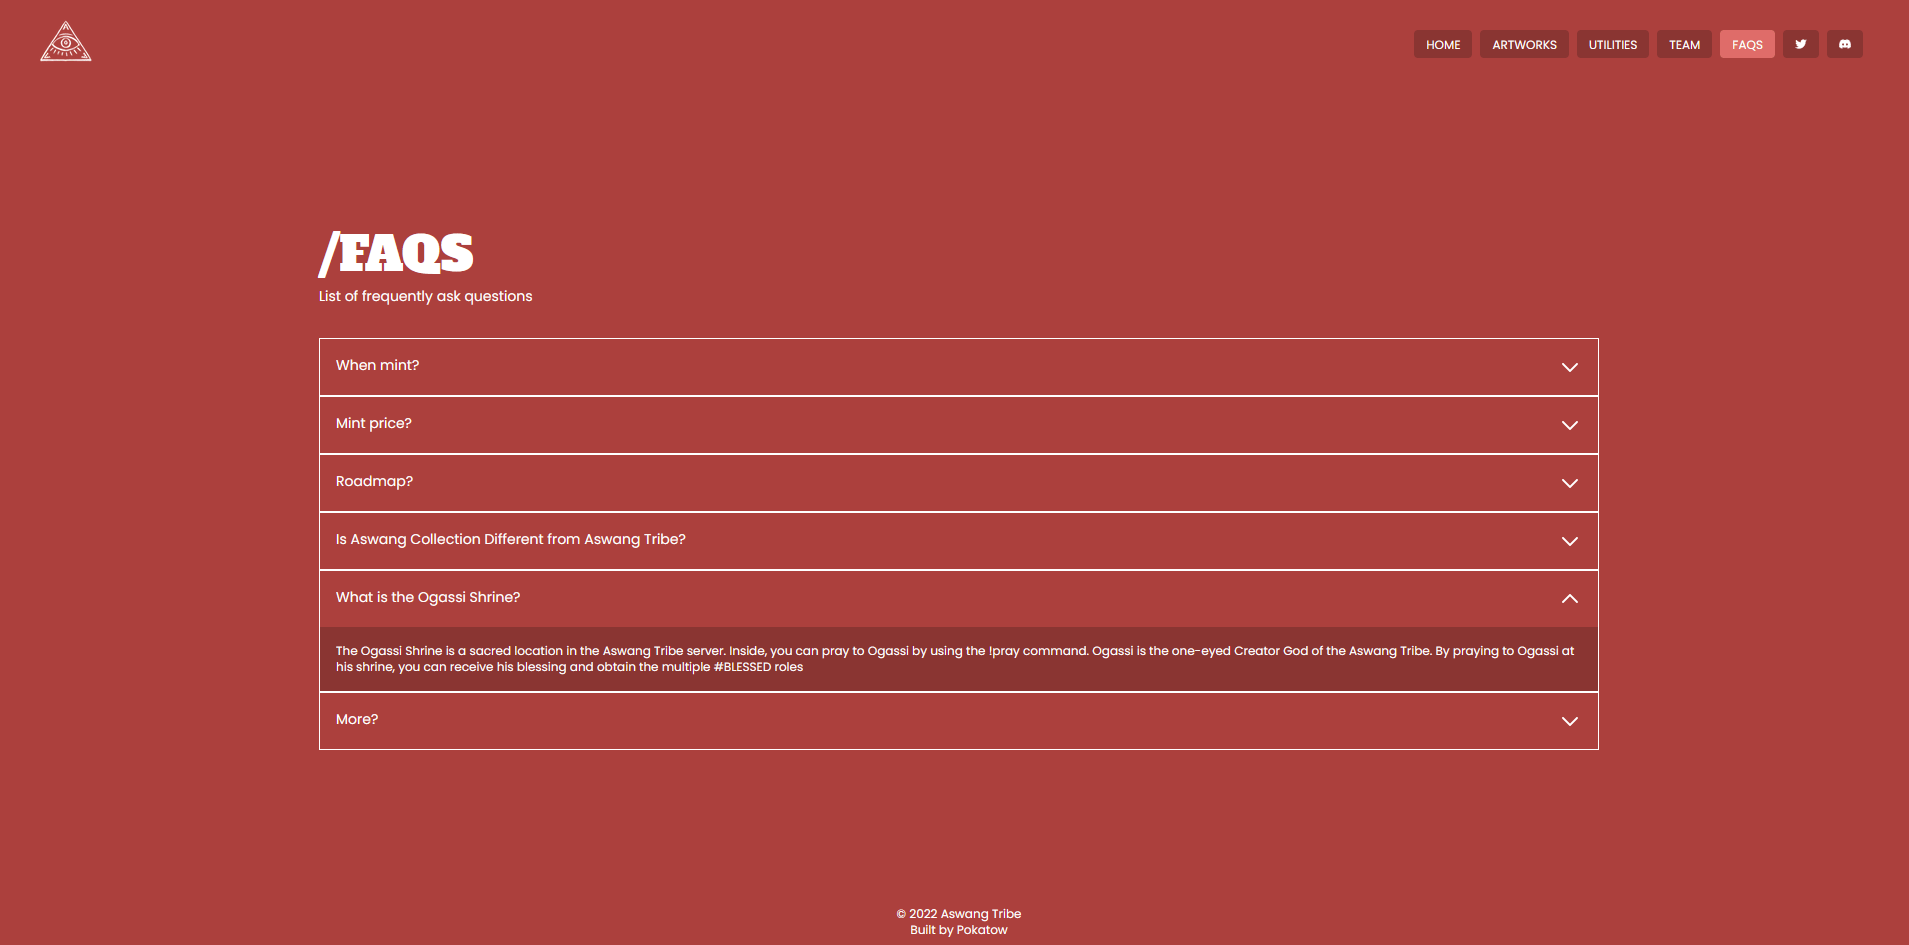 HOME
ARTWORKS
UTILITIES
TEAM
FAQS
/FAQS
List of frequently ask questions
When mint?
Mint price?
Roadmap?
Is Aswang Collection Different from Aswang Tribe?
What is the Ogassi Shrine?
The Ogassi Shrine is a sacred location in the Aswang Tribe server. Inside, you can pray to Ogassi by using the !pray command. Ogassi is the one-eyed Creator God of the Aswang Tribe. By praying to Ogassi at
his shrine, you can receive his blessing and obtain the multiple #BLESSED roles
More?
© 2022 Aswang Tribe
Built by Pokatow